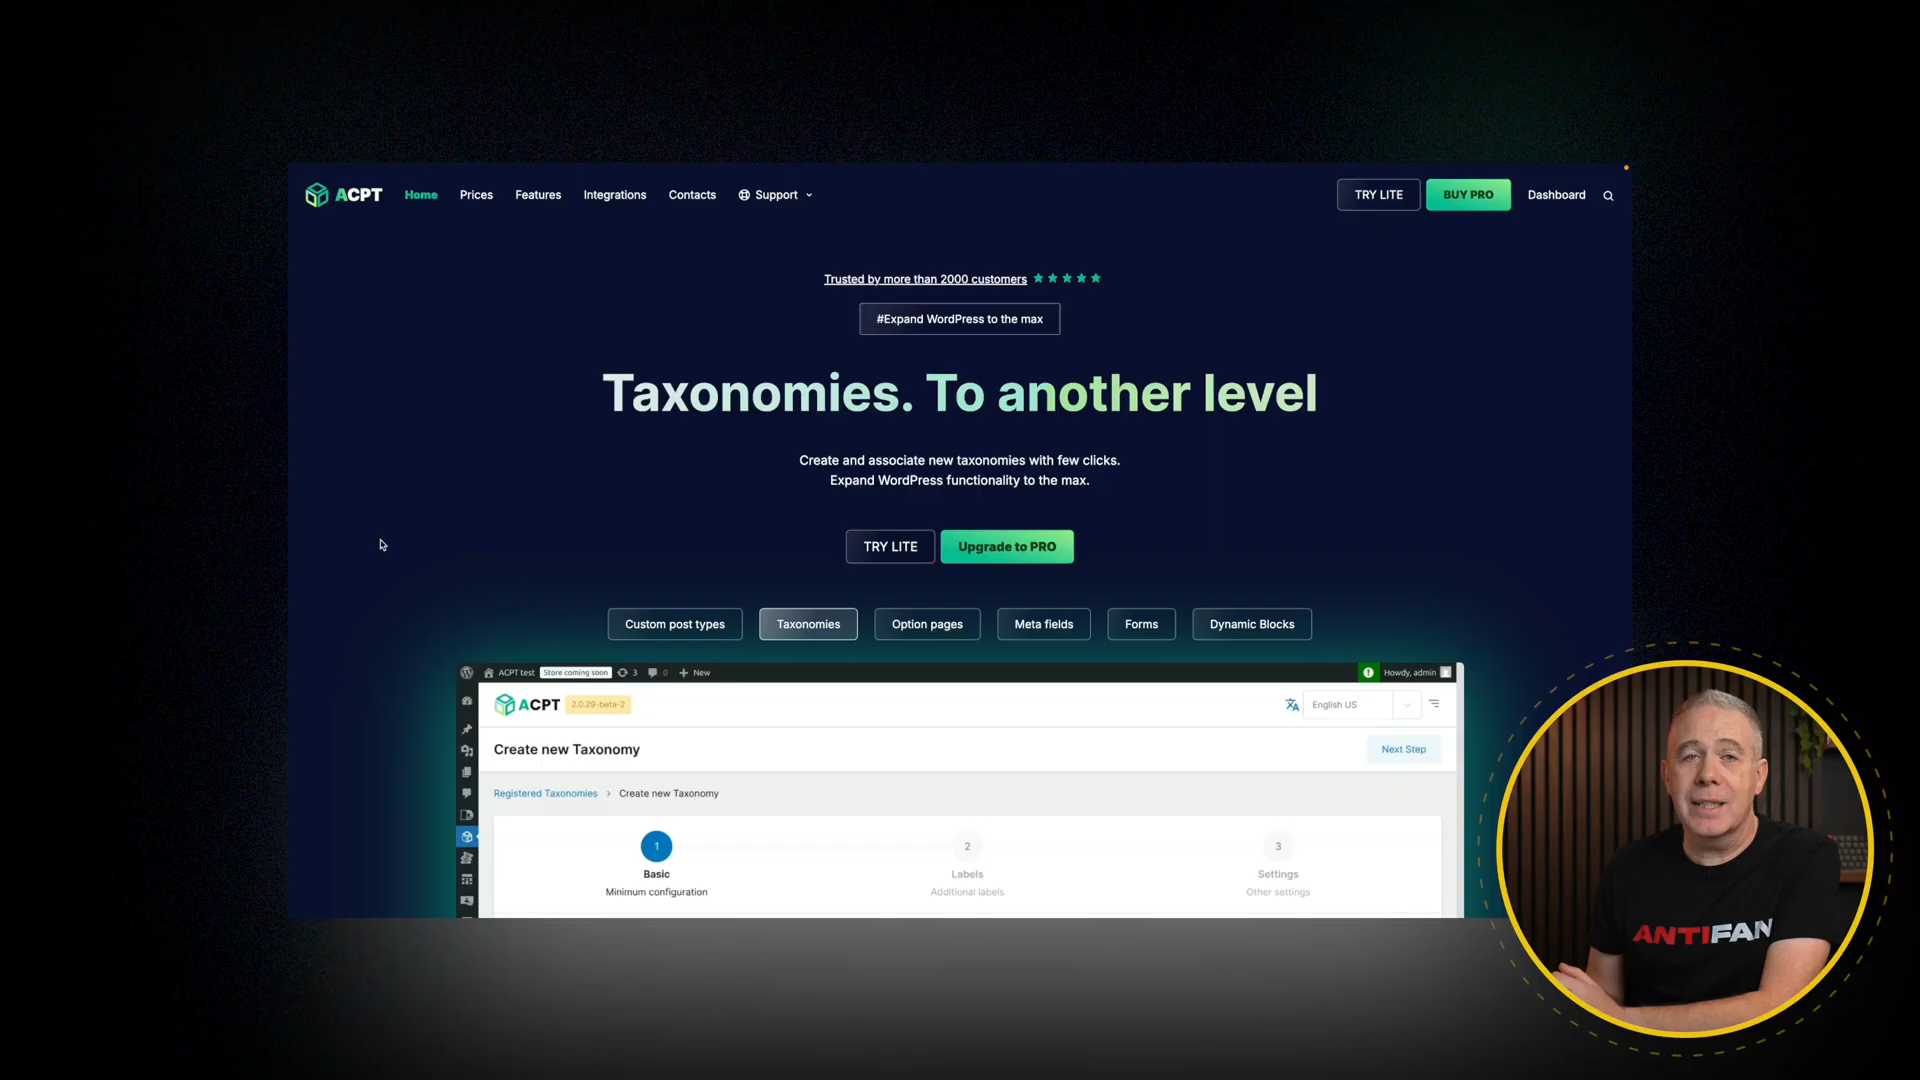 ACPT Home Prices Features Integrations Contacts Support TRY LITE BUY PRO Dashboard
Trusted by more than 2000 customers
#Expand WordPress to the max
Taxonomies. To another level
Create and associate new taxonomies with few clicks.
Expand WordPress functionality to the max.
TRY LITE Upgrade to PRO
Custom post types Taxonomies Option pages Meta fields Forms Dynamic Blocks
ACPT test Store coming soon 3 0 New Howdy, admin
ACPT 2.0.29-beta-2 English US
Create new Taxonomy Next Step
Registered Taxonomies > Create new Taxonomy
1 2 3
Basic Labels Settings
Minimum configuration Additional labels Other settings
ANTIFAN